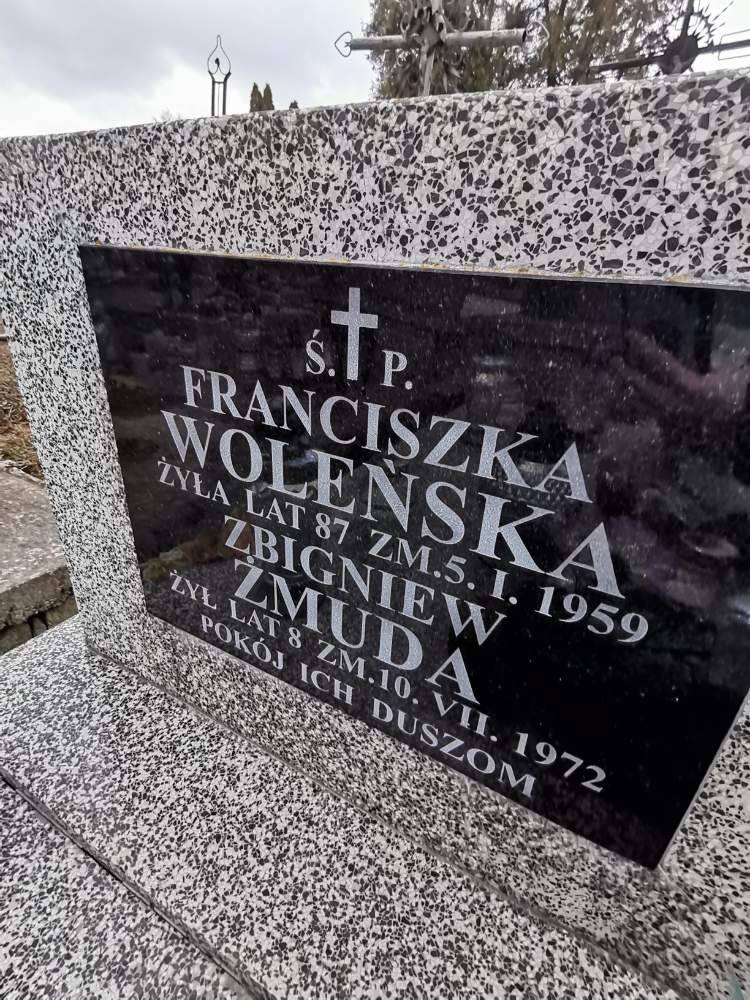 Ś. P.
FRANCISZKA
WOLEŃSKA
ŻYŁA LAT 87 ZM.5. I. 1959
ZBIGNIEW
ŻMUDA
ŻYŁ LAT 8 ZM.10. VII. 1972
POKÓJ ICH DUSZOM